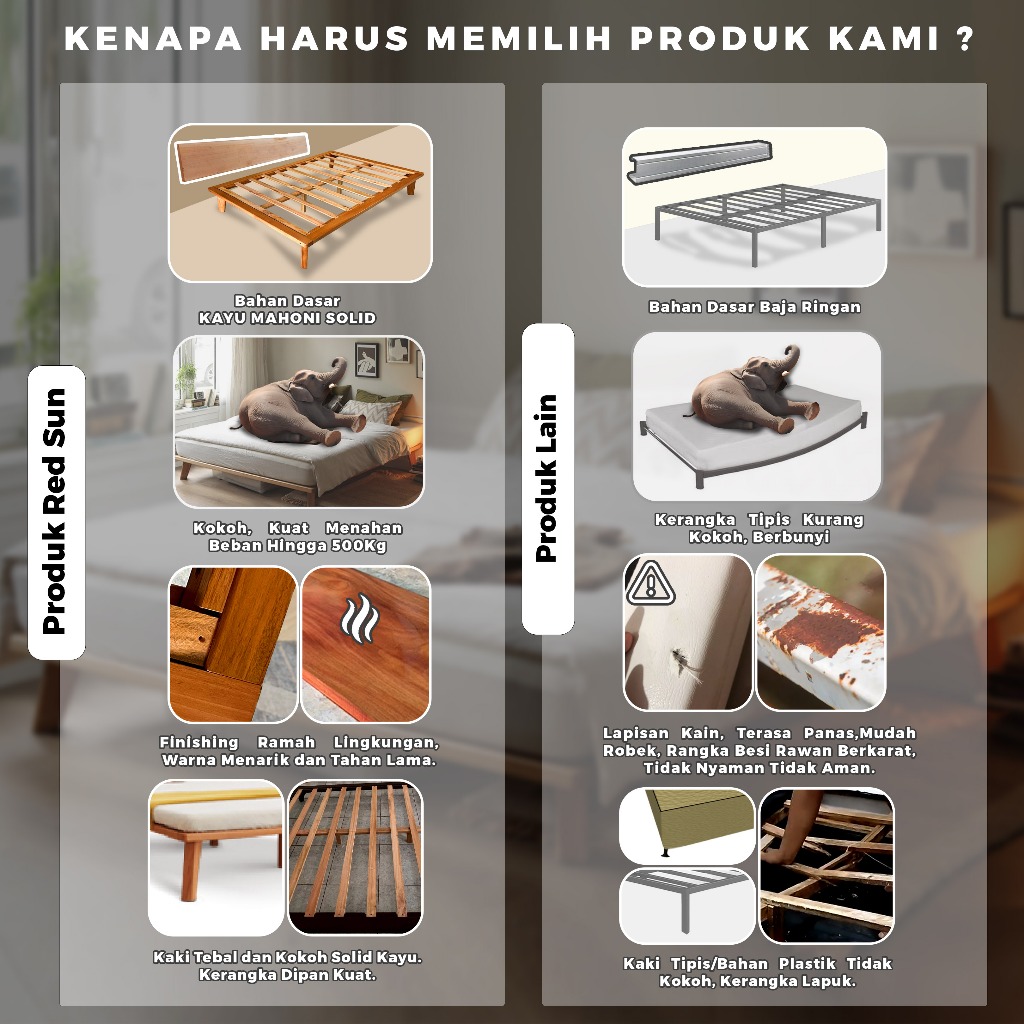 KENAPA HARUS MEMILIH PRODUK KAMI ?
Produk Red Sun
Bahan Dasar
KAYU MAHONI SOLID
Kokoh, Kuat Menahan
Beban Hingga 500Kg
Finishing Ramah Lingkungan,
Warna Menarik dan Tahan Lama.
Kaki Tebal dan Kokoh Solid Kayu.
Kerangka Dipan Kuat.
Produk Lain
Bahan Dasar Baja Ringan
Kerangka Tipis Kurang
Kokoh, Berbunyi
Lapisan Kain, Terasa Panas,Mudah
Robek, Rangka Besi Rawan Berkarat,
Tidak Nyaman Tidak Aman.
Kaki Tipis/Bahan Plastik Tidak
Kokoh, Kerangka Lapuk.